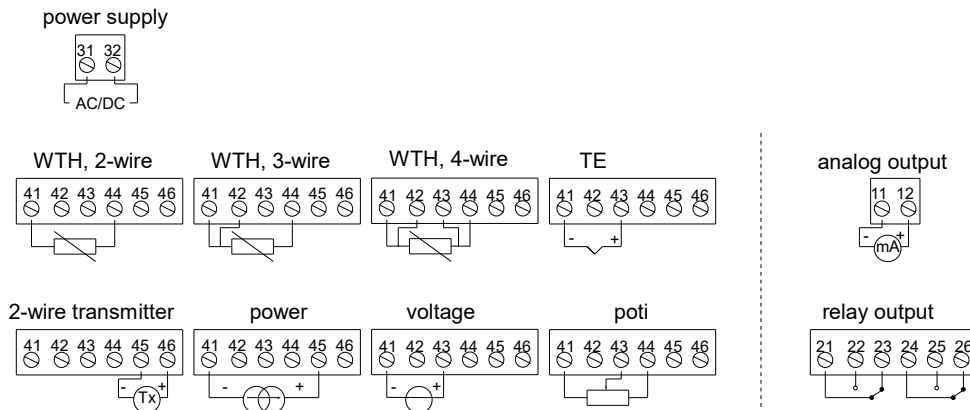 power supply
31 32
AC/DC
WTH, 2-wire WTH, 3-wire WTH, 4-wire TE analog output
41 42 43 44 45 46 41 42 43 44 45 46 41 42 43 44 45 46 41 42 43 44 45 46 11 12
- + - +
mA
2-wire transmitter power voltage poti relay output
41 42 43 44 45 46 41 42 43 44 45 46 41 42 43 44 45 46 41 42 43 44 45 46 21 22 23 24 25 26
- + - + - +
Tx